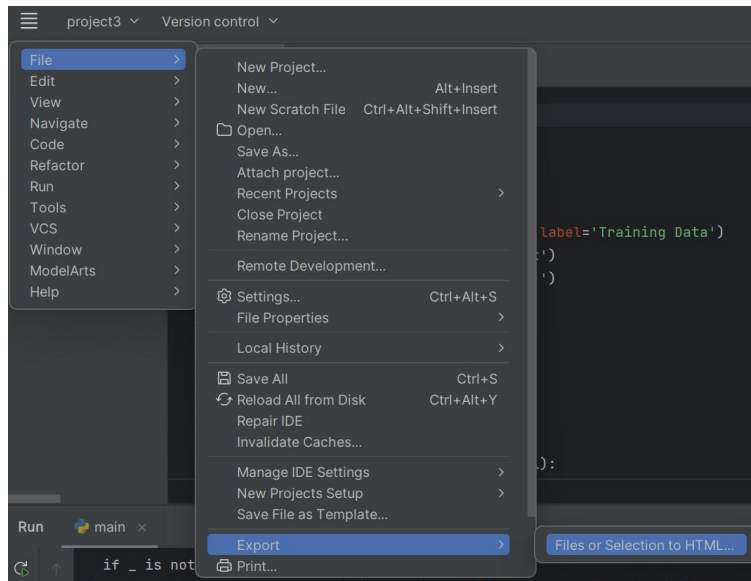 project3 Version control
File
Edit
View
Navigate
Code
Refactor
Run
Tools
VCS
Window
ModelArts
Help
New Project...
New... Alt+Insert
New Scratch File Ctrl+Alt+Shift+Insert
Open...
Save As...
Attach project...
Recent Projects
Close Project
Rename Project...
Remote Development...
Settings... Ctrl+Alt+S
File Properties
Local History
Save All Ctrl+S
Reload All from Disk Ctrl+Alt+Y
Repair IDE
Invalidate Caches...
Manage IDE Settings
New Projects Setup
Save File as Template...
Export
Print...
Files or Selection to HTML...
label='Training Data')
')
')
):
Run main
if _ is not